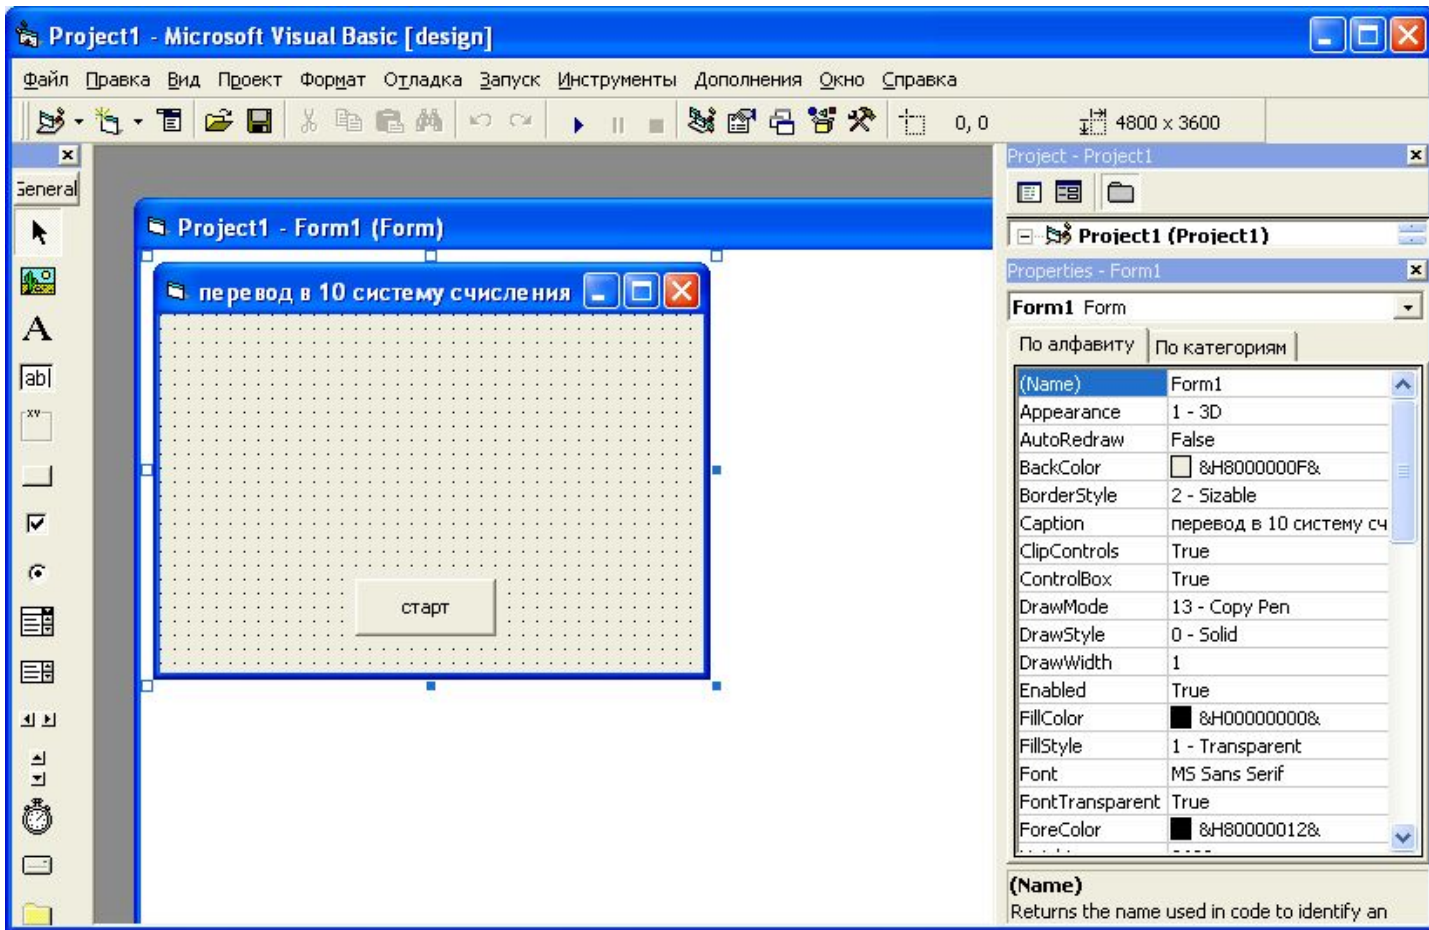 Project1 - Microsoft Visual Basic [design]
Файл Правка Вид Проект Формат Отладка Запуск Инструменты Дополнения Окно Справка
0, 0 4800 x 3600
General
A
ab
xy
Project1 - Form1 (Form)
перевод в 10 систему счисления
старт
Project - Project1
Project1 (Project1)
Properties - Form1
Form1 Form
По алфавиту По категориям
(Name) Form1
Appearance 1 - 3D
AutoRedraw False
BackColor &H8000000F&
BorderStyle 2 - Sizable
Caption перевод в 10 систему сч
ClipControls True
ControlBox True
DrawMode 13 - Copy Pen
DrawStyle 0 - Solid
DrawWidth 1
Enabled True
FillColor &H00000000&
FillStyle 1 - Transparent
Font MS Sans Serif
FontTransparent True
ForeColor &H80000012&
(Name)
Returns the name used in code to identify an